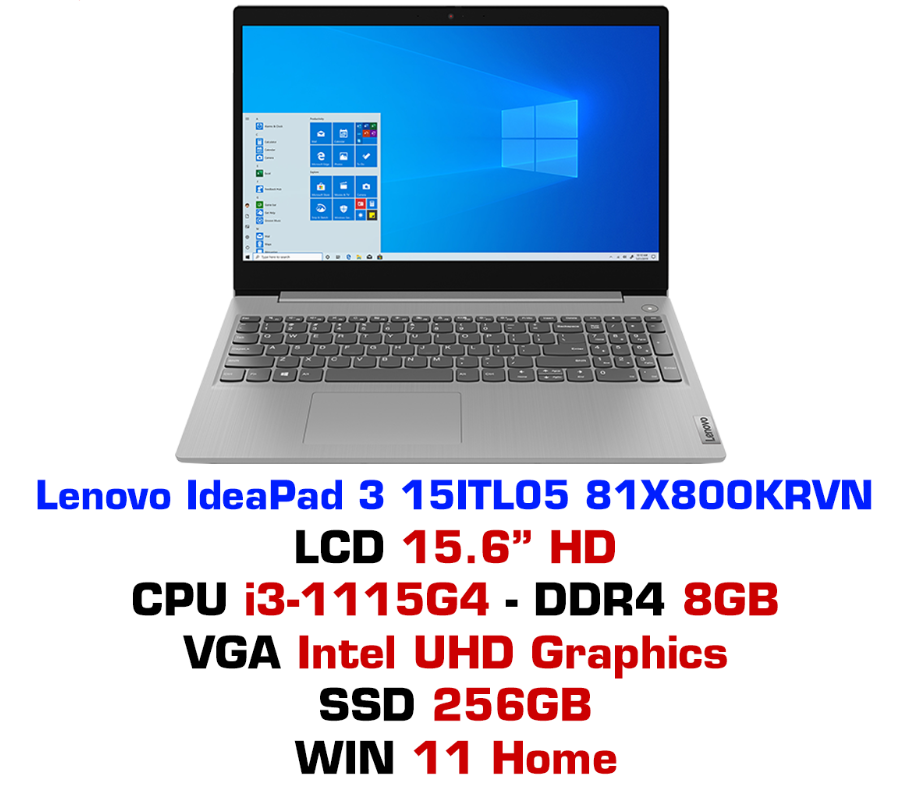 Lenovo
Lenovo IdeaPad 3 15ITL05 81X800KRVN
LCD 15.6” HD
CPU i3-1115G4 - DDR4 8GB
VGA Intel UHD Graphics
SSD 256GB
WIN 11 Home